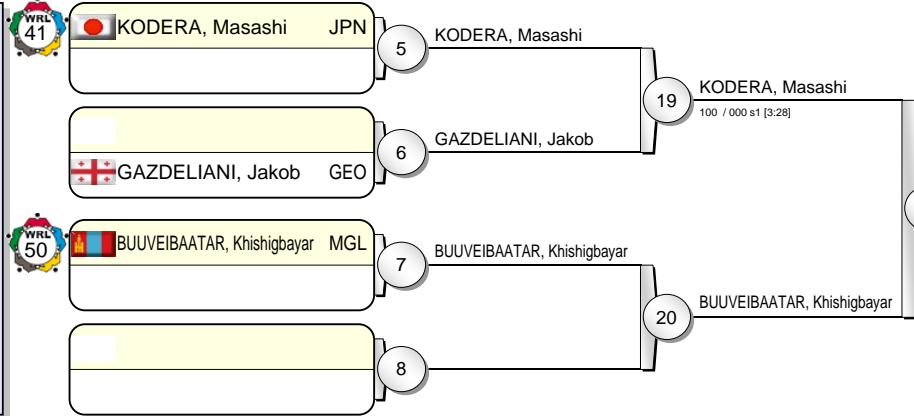 WRL
41
KODERA, Masashi JPN
5
KODERA, Masashi
19
KODERA, Masashi
100 / 000 s1 [3:28]
6
GAZDELIANI, Jakob
GAZDELIANI, Jakob GEO
WRL
50
BUUVEIBAATAR, Khishigbayar MGL
7
BUUVEIBAATAR, Khishigbayar
20
BUUVEIBAATAR, Khishigbayar
8